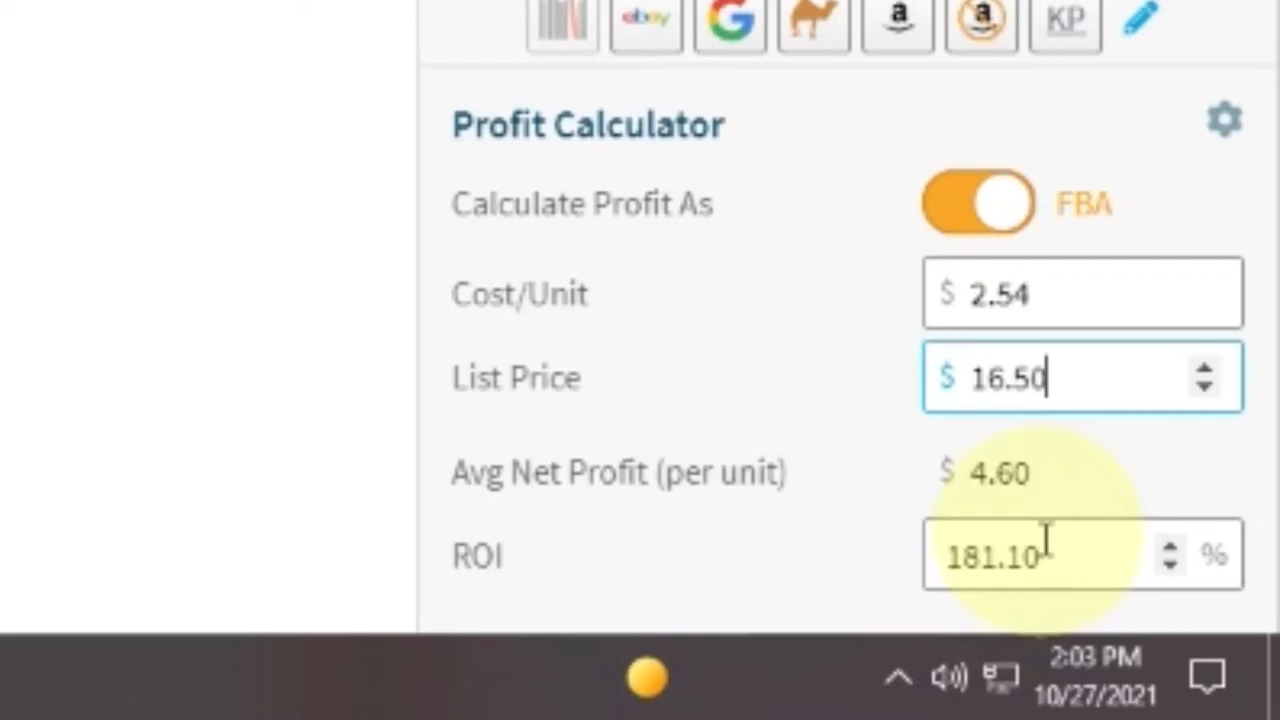 ebay
G
a
a
KP
Profit Calculator
Calculate Profit As FBA
Cost/Unit $ 2.54
List Price $ 16.50
Avg Net Profit (per unit) $ 4.60
ROI 181.10 %
2:03 PM
10/27/2021